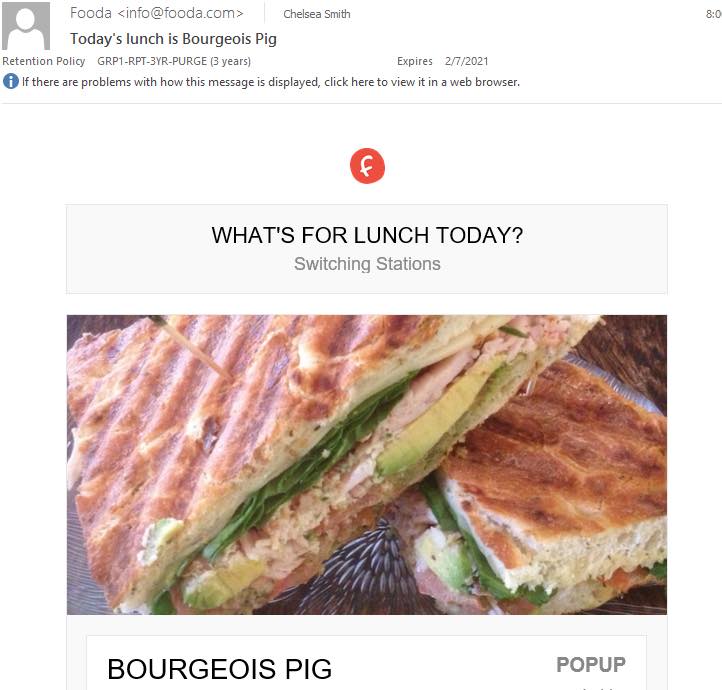 Fooda <info@fooda.com> Chelsea Smith 8:0
Today's lunch is Bourgeois Pig
Retention Policy GRP1-RPT-3YR-PURGE (3 years) Expires 2/7/2021
If there are problems with how this message is displayed, click here to view it in a web browser.
f
WHAT'S FOR LUNCH TODAY?
Switching Stations
BOURGEOIS PIG POPUP